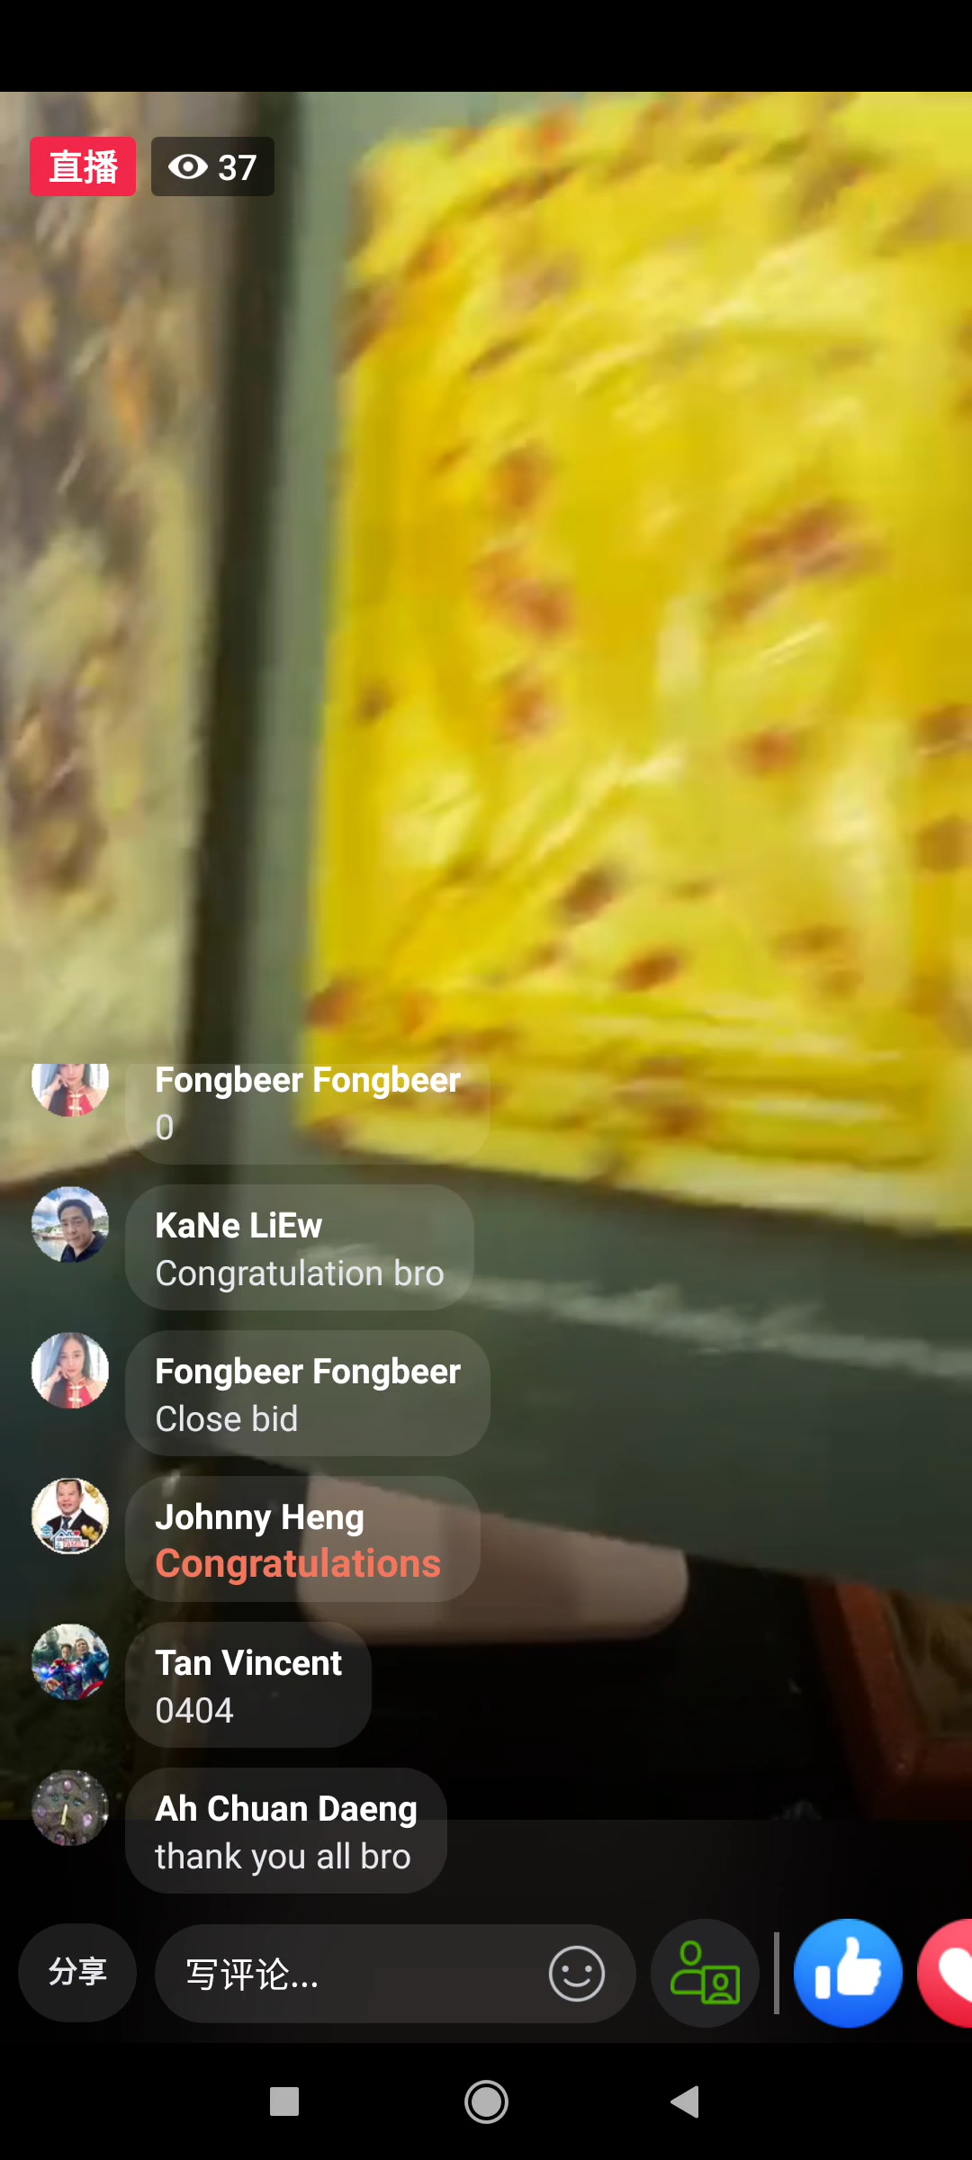 直播 37
Fongbeer Fongbeer
0
KaNe LiEw
Congratulation bro
Fongbeer Fongbeer
Close bid
Johnny Heng
Congratulations
Tan Vincent
0404
Ah Chuan Daeng
thank you all bro
分享 写评论...